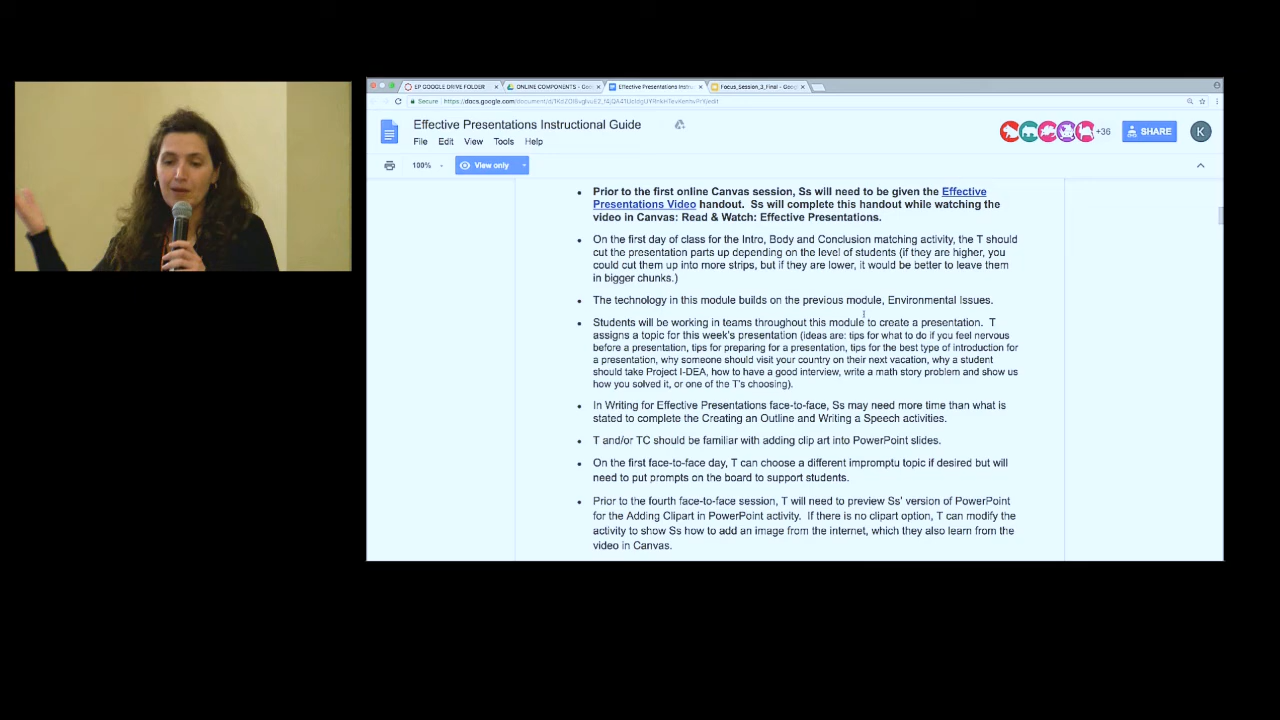 EP GOOGLE DRIVE FOLDER
ONLINE COMPONENTS - Goo
Effective Presentations Instru
Focus_Session_3_Final - Goog
Secure
Effective Presentations Instructional Guide
File Edit View Tools Help
+36
SHARE
K
100%
View only
• Prior to the first online Canvas session, Ss will need to be given the Effective
Presentations Video handout. Ss will complete this handout while watching the
video in Canvas: Read & Watch: Effective Presentations.
• On the first day of class for the Intro, Body and Conclusion matching activity, the T should
cut the presentation parts up depending on the level of students (if they are higher, you
could cut them up into more strips, but if they are lower, it would be better to leave them
in bigger chunks.)
• The technology in this module builds on the previous module, Environmental Issues.
• Students will be working in teams throughout this module to create a presentation. T
assigns a topic for this week's presentation (ideas are: tips for what to do if you feel nervous
before a presentation, tips for preparing for a presentation, tips for the best type of introduction for
a presentation, why someone should visit your country on their next vacation, why a student
should take Project I-DEA, how to have a good interview, write a math story problem and show us
how you solved it, or one of the T's choosing).
• In Writing for Effective Presentations face-to-face, Ss may need more time than what is
stated to complete the Creating an Outline and Writing a Speech activities.
• T and/or TC should be familiar with adding clip art into PowerPoint slides.
• On the first face-to-face day, T can choose a different impromptu topic if desired but will
need to put prompts on the board to support students.
• Prior to the fourth face-to-face session, T will need to preview Ss' version of PowerPoint
for the Adding Clipart in PowerPoint activity. If there is no clipart option, T can modify the
activity to show Ss how to add an image from the internet, which they also learn from the
video in Canvas.